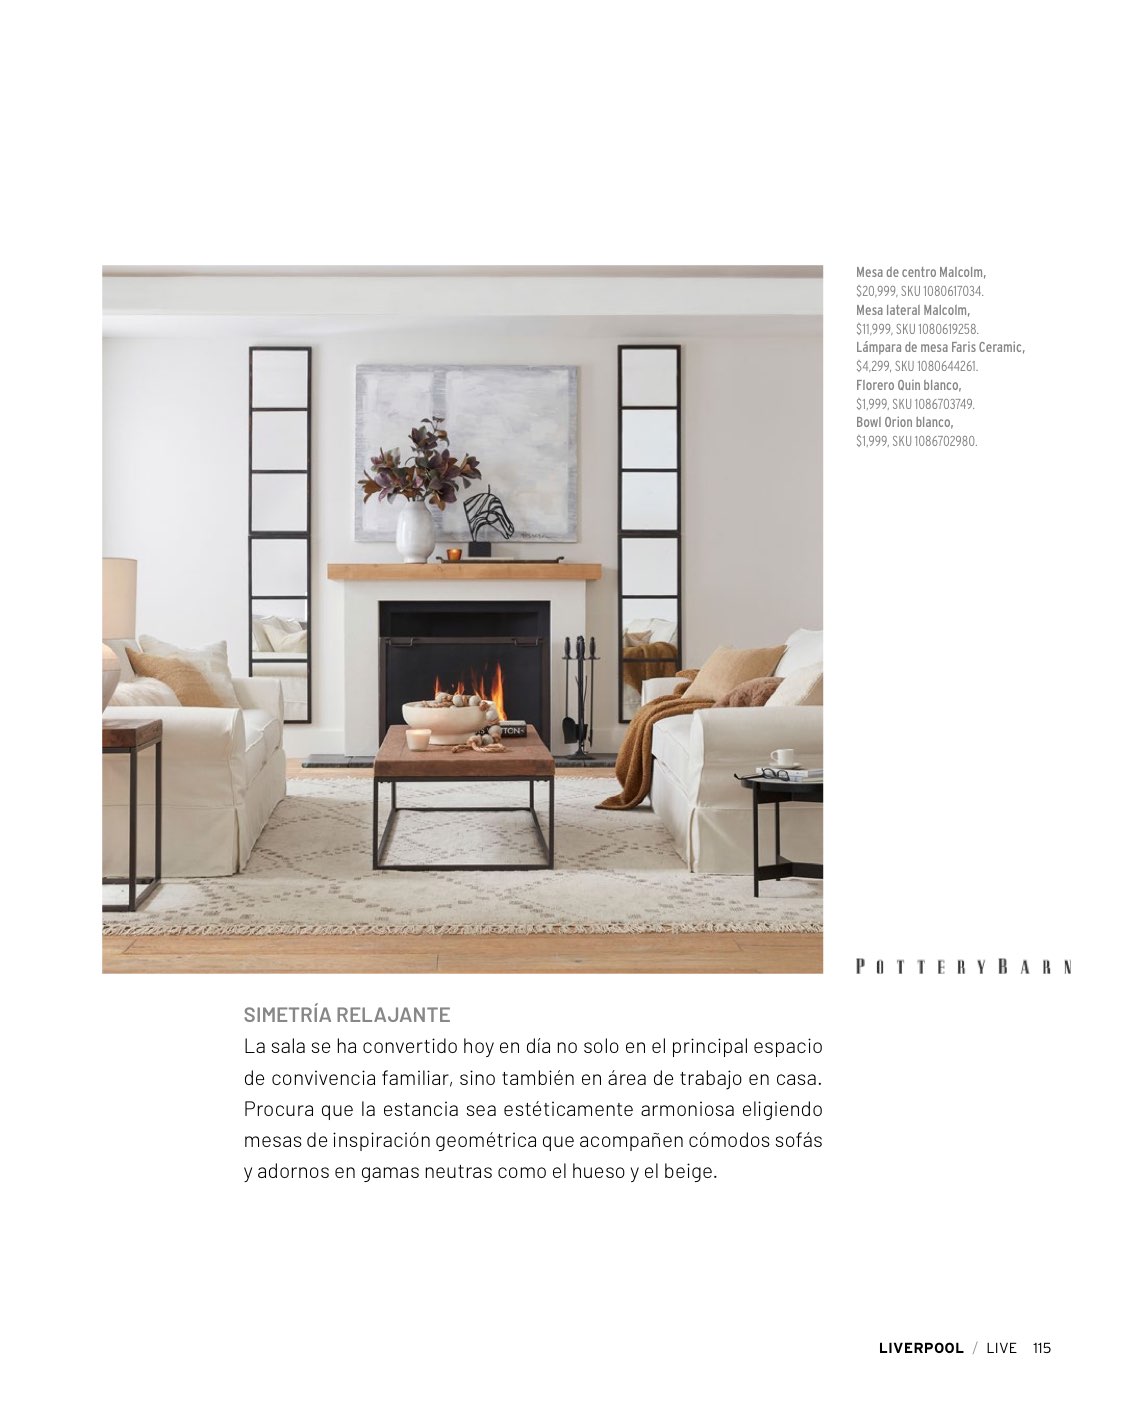 Mesa de centro Malcolm,
$20,999, SKU 1080617034.
Mesa lateral Malcolm,
$11,999, SKU 1080619258.
Lámpara de mesa Faris Ceramic,
$4,299, SKU 1080644261.
Florero Quin blanco,
$1,999, SKU 1086703749.
Bowl Orion blanco,
$1,999, SKU 1086702980.
POTTERY BARN
SIMETRÍA RELAJANTE
La sala se ha convertido hoy en día no solo en el principal espacio
de convivencia familiar, sino también en área de trabajo en casa.
Procura que la estancia sea estéticamente armoniosa eligiendo
mesas de inspiración geométrica que acompañen cómodos sofás
y adornos en gamas neutras como el hueso y el beige.
LIVERPOOL / LIVE 115